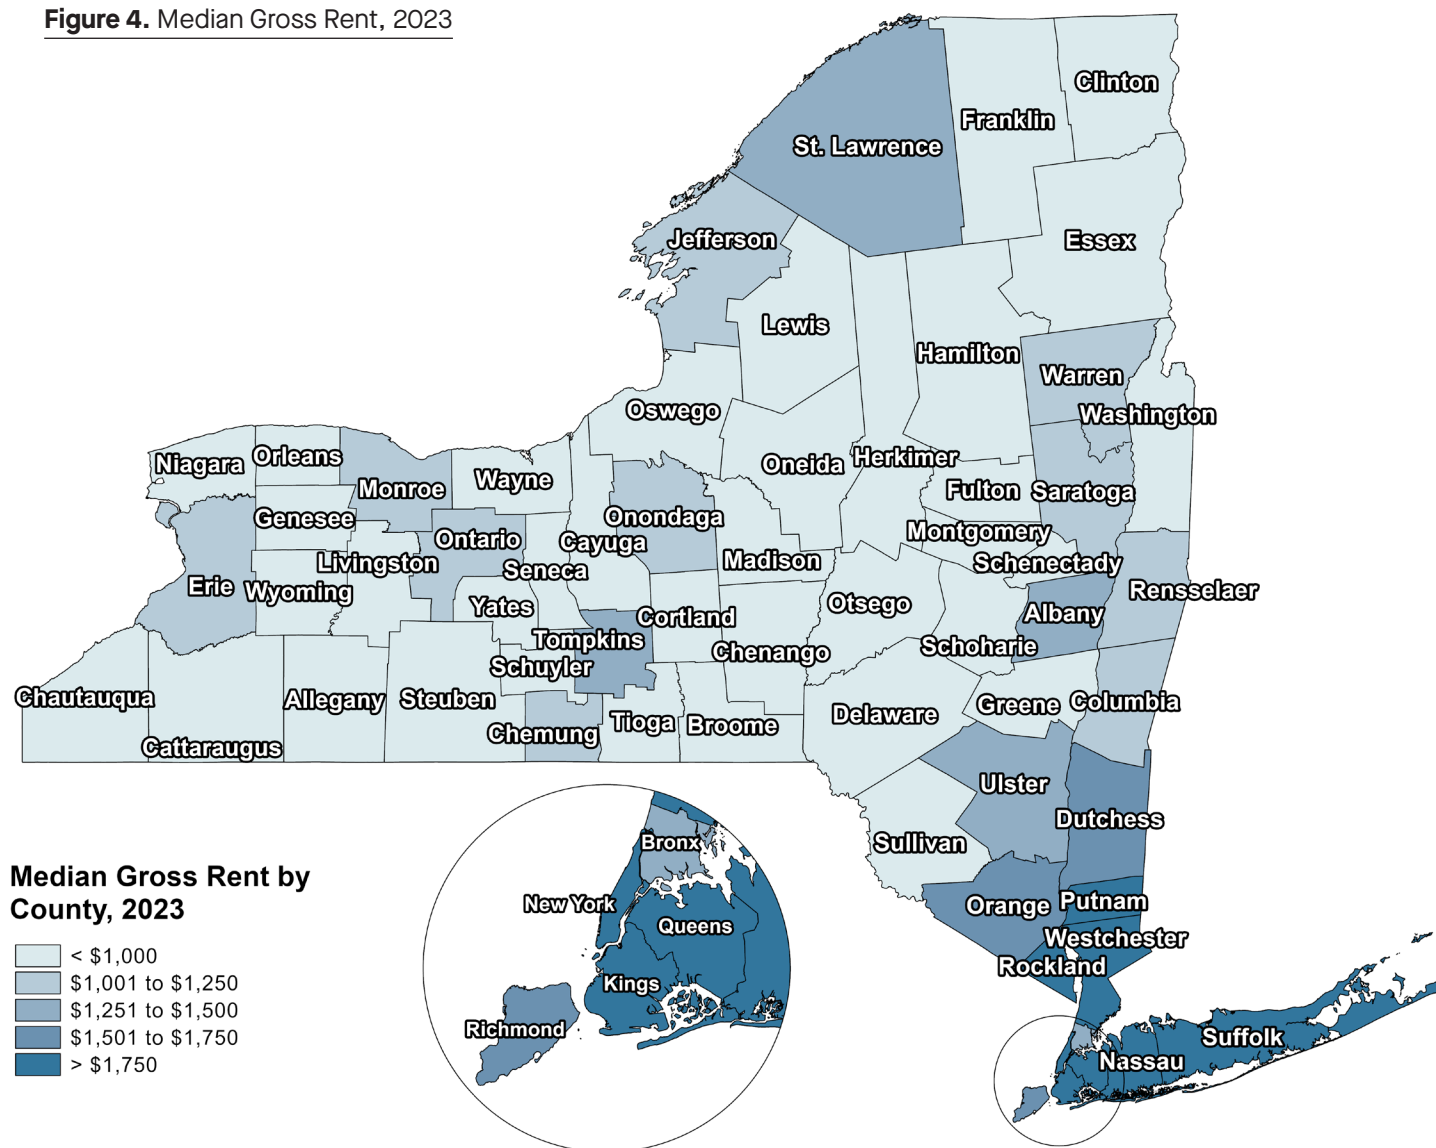 Figure 4. Median Gross Rent, 2023
Clinton
Franklin
St. Lawrence
Jefferson
Essex
Lewis
Hamilton
Warren
Oswego
Washington
Niagara
Orleans
Oneida
Herkimer
Monroe
Wayne
Fulton
Saratoga
Genesee
Onondaga
Montgomery
Ontario
Cayuga
Madison
Schenectady
Livingston
Seneca
Erie
Wyoming
Rensselaer
Yates
Otsego
Albany
Cortland
Tompkins
Schoharie
Chenango
Schuyler
Chautauqua
Allegany
Steuben
Greene
Columbia
Delaware
Tioga
Broome
Chemung
Cattaraugus
Ulster
Dutchess
Sullivan
Bronx
Median Gross Rent by
County, 2023
New York
Orange
Putnam
Queens
Westchester
Rockland
Kings
Richmond
Suffolk
Nassau
< $1,000
$1,001 to $1,250
$1,251 to $1,500
$1,501 to $1,750
> $1,750